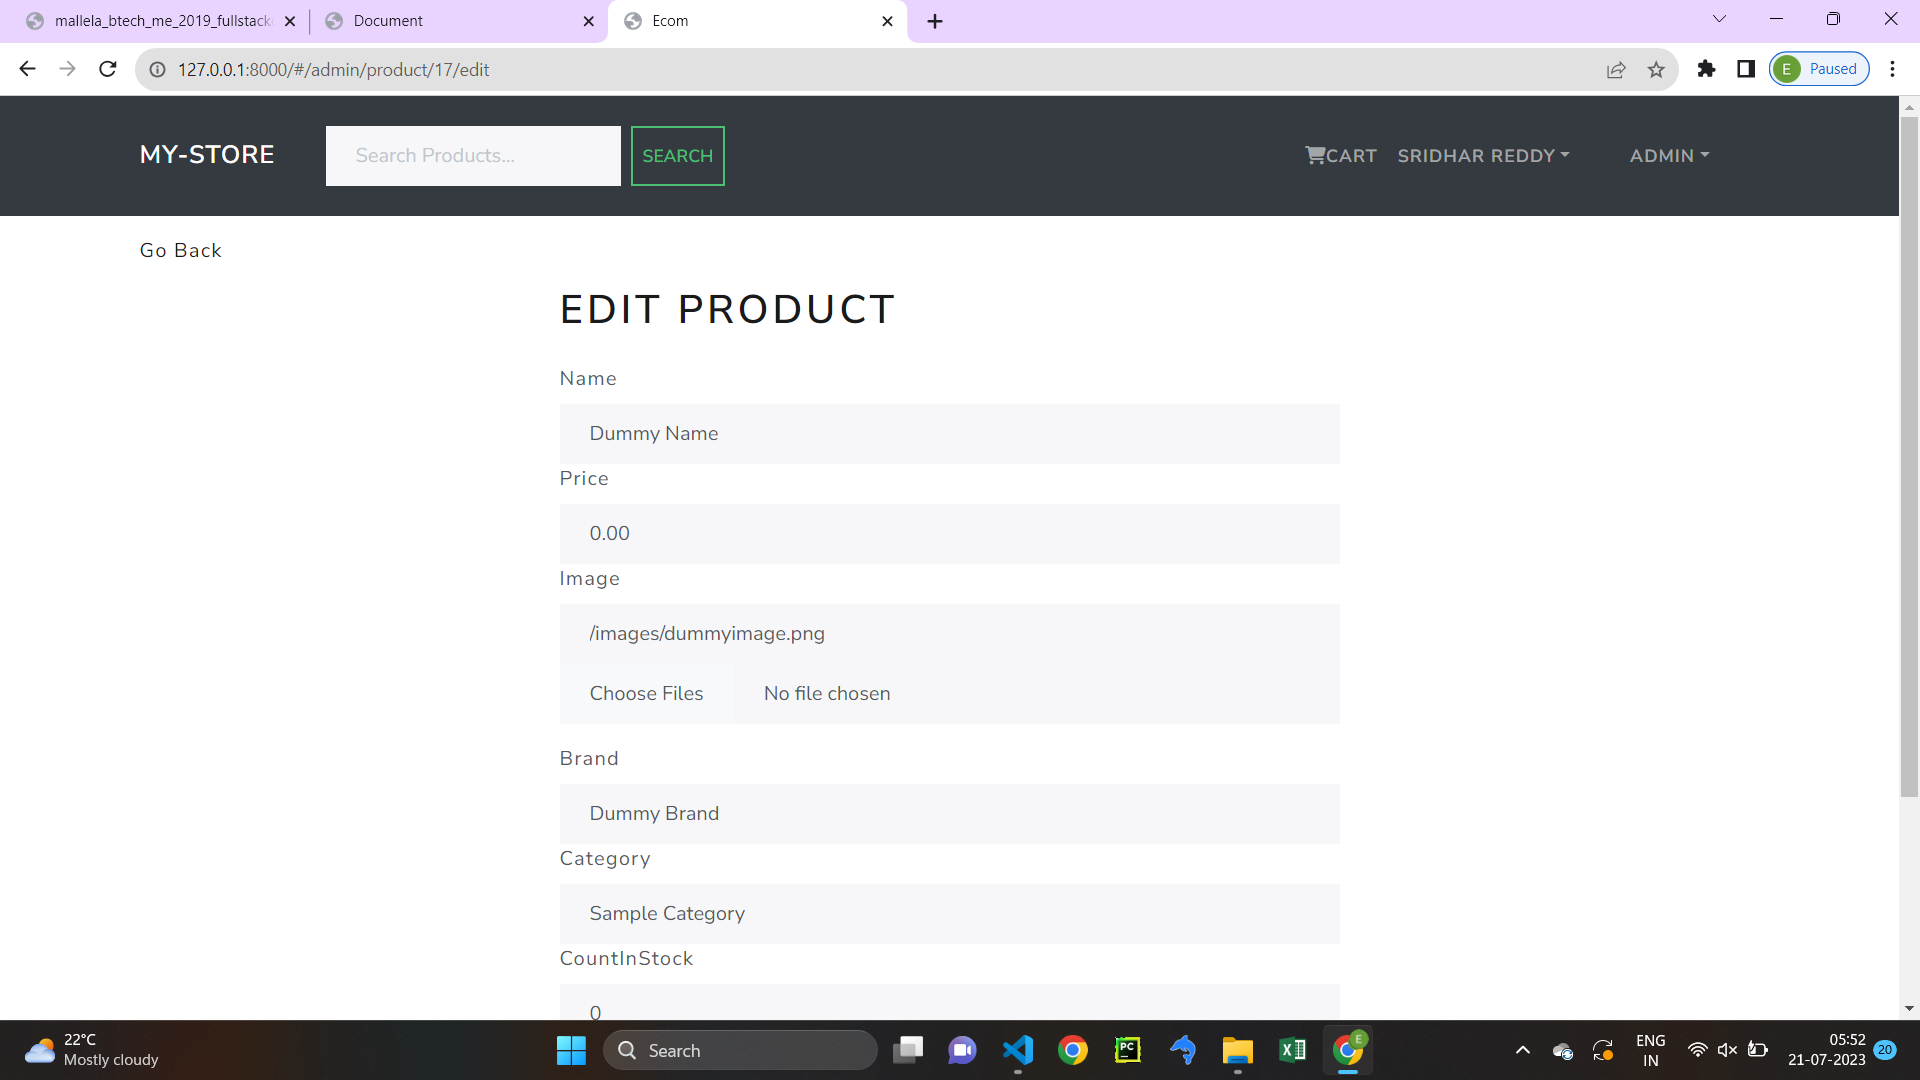 mallela_btech_me_2019_fullstack
Document
Ecom
127.0.0.1:8000/#/admin/product/17/edit
E Paused
MY-STORE
Search Products...
SEARCH
CART
SRIDHAR REDDY
ADMIN
Go Back
EDIT PRODUCT
Name
Dummy Name
Price
0.00
Image
/images/dummyimage.png
Choose Files No file chosen
Brand
Dummy Brand
Category
Sample Category
CountInStock
0
22°C
Mostly cloudy
Search
PC
E
ENG
IN
05:52
21-07-2023
20